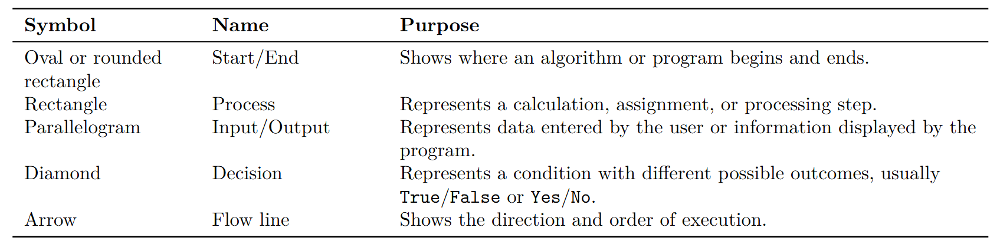 Symbol Name Purpose
Oval or rounded Start/End Shows where an algorithm or program begins and ends.
rectangle
Rectangle Process Represents a calculation, assignment, or processing step.
Parallelogram Input/Output Represents data entered by the user or information displayed by the
program.
Diamond Decision Represents a condition with different possible outcomes, usually
True/False or Yes/No.
Arrow Flow line Shows the direction and order of execution.